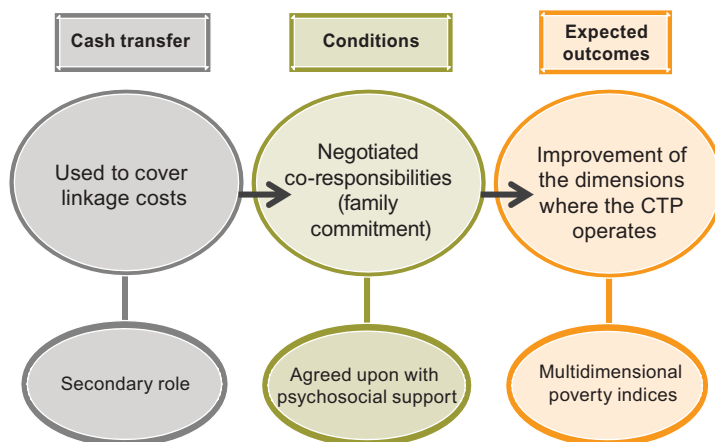 Cash transfer
Conditions
Expected
outcomes
Used to cover
linkage costs
Negotiated
co-responsibilities
(family
commitment)
Improvement of
the dimensions
where the CTP
operates
Secondary role
Agreed upon with
psychosocial support
Multidimensional
poverty indices